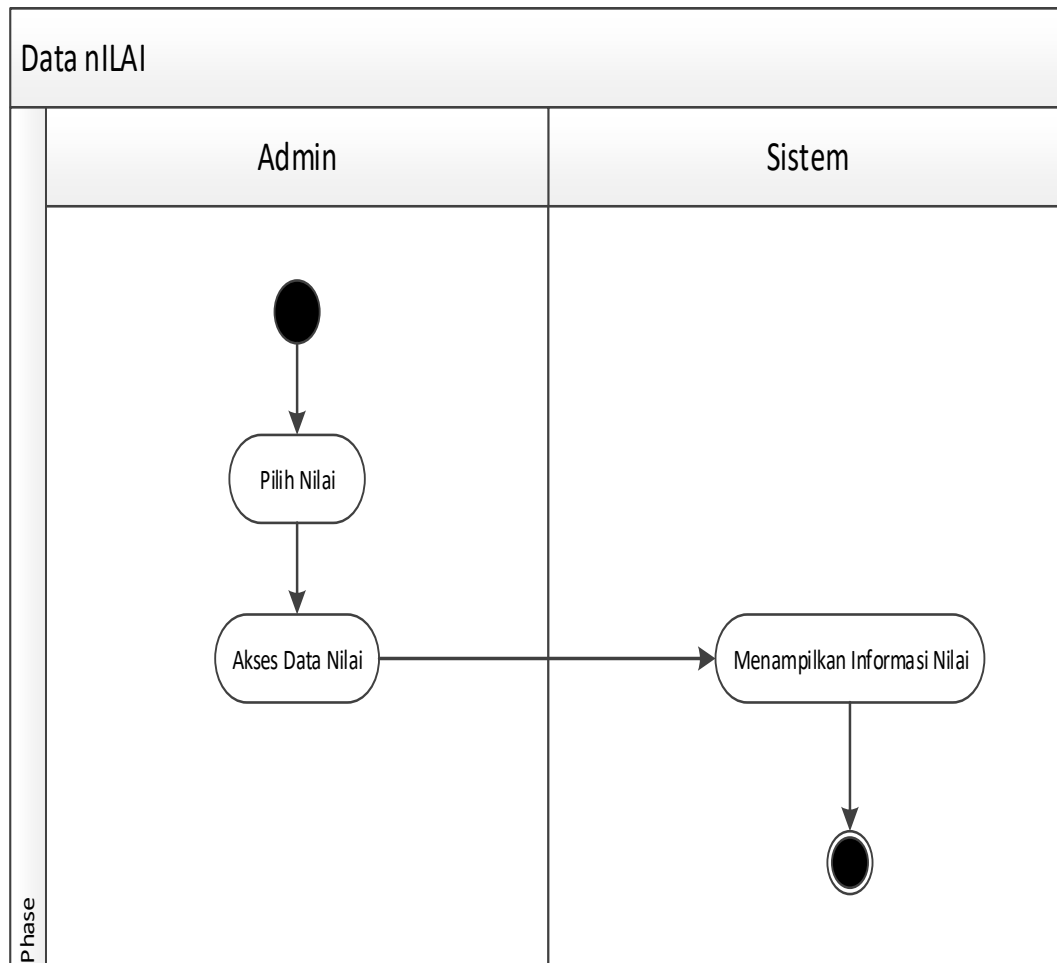 Data nILAI
Admin
Sistem
Pilih Nilai
Akses Data Nilai
Menampilkan Informasi Nilai
Phase